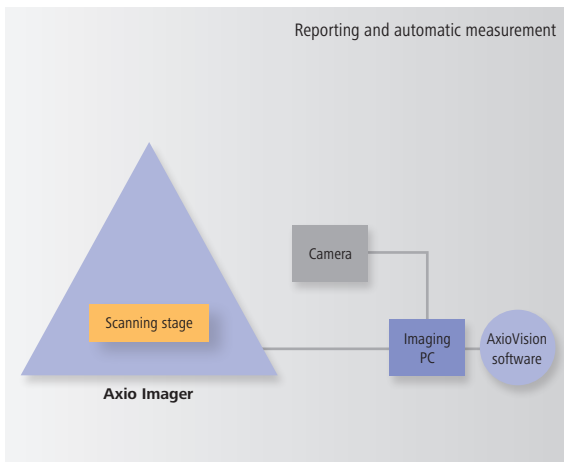 Reporting and automatic measurement
Camera
Scanning stage
Imaging
PC
AxioVision
software
Axio Imager